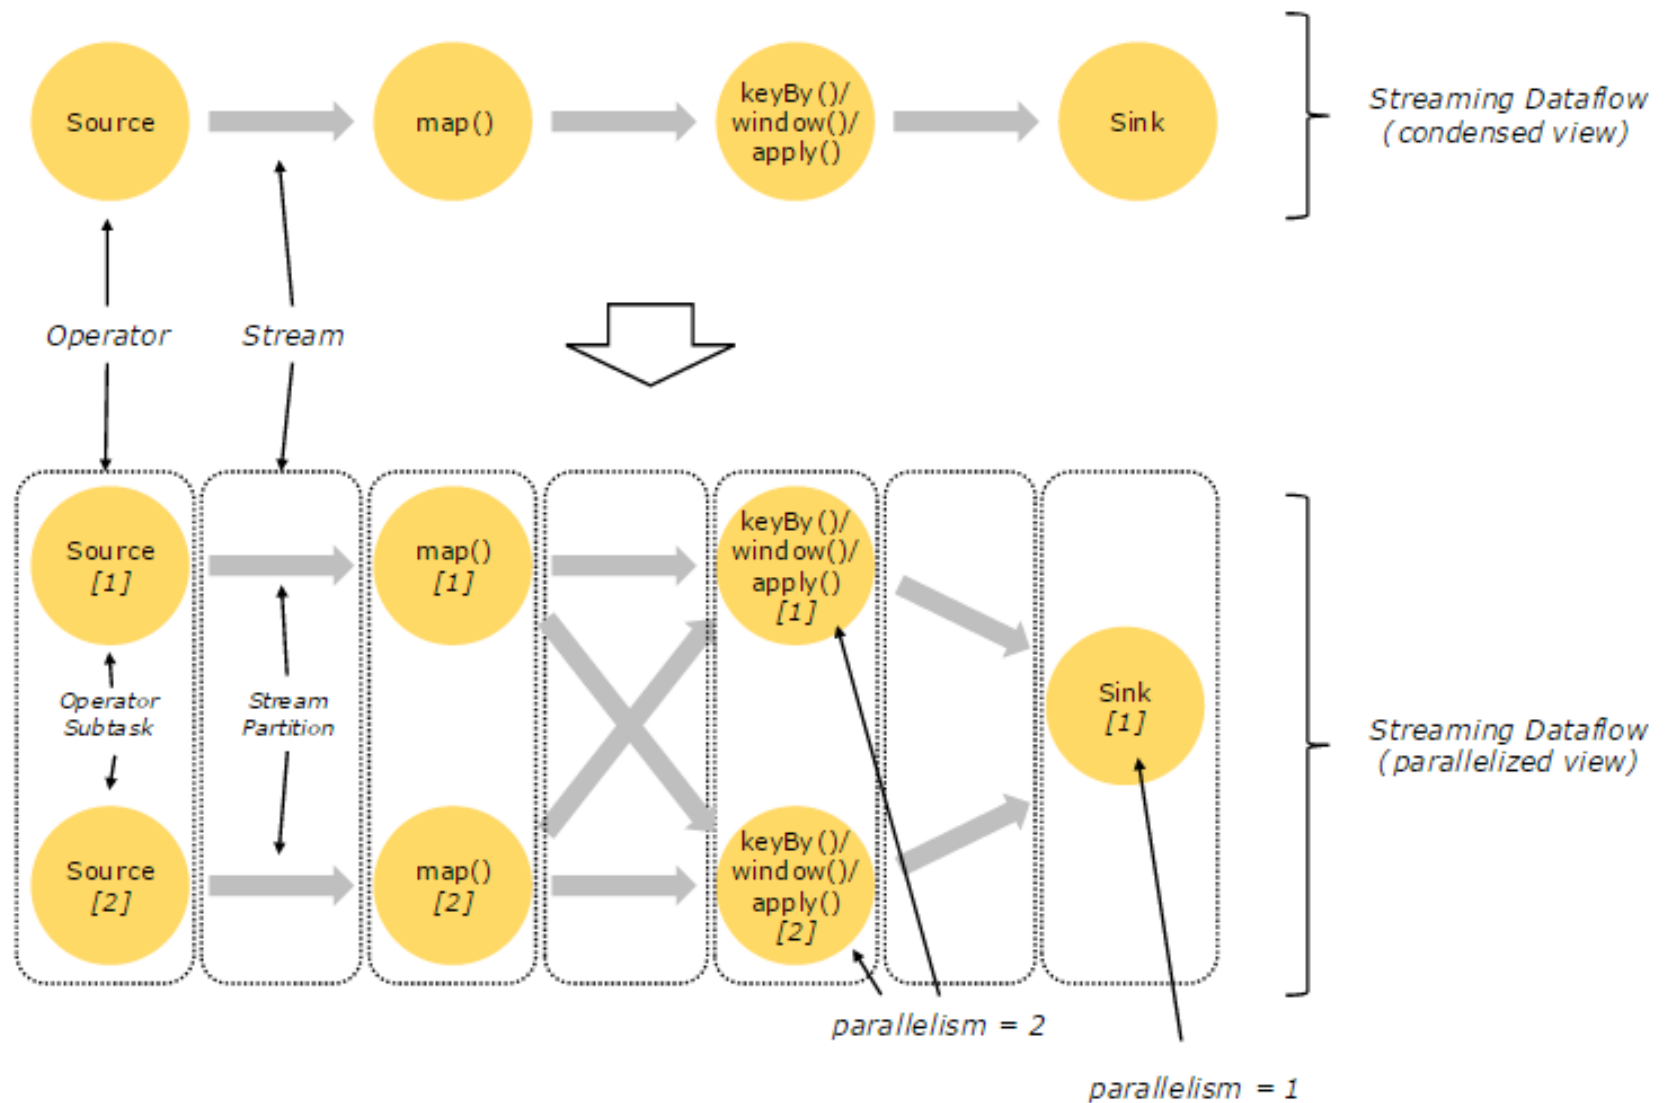 Source
map()
keyBy()/
window()/
apply()
Sink
Streaming Dataflow
(condensed view)
Operator
Stream
Source
[1]
map()
[1]
keyBy()/
window()/
apply()
[1]
Operator
Subtask
Stream
Partition
Sink
[1]
Streaming Dataflow
(parallelized view)
Source
[2]
map()
[2]
keyBy()/
window()/
apply()
[2]
parallelism = 2
parallelism = 1